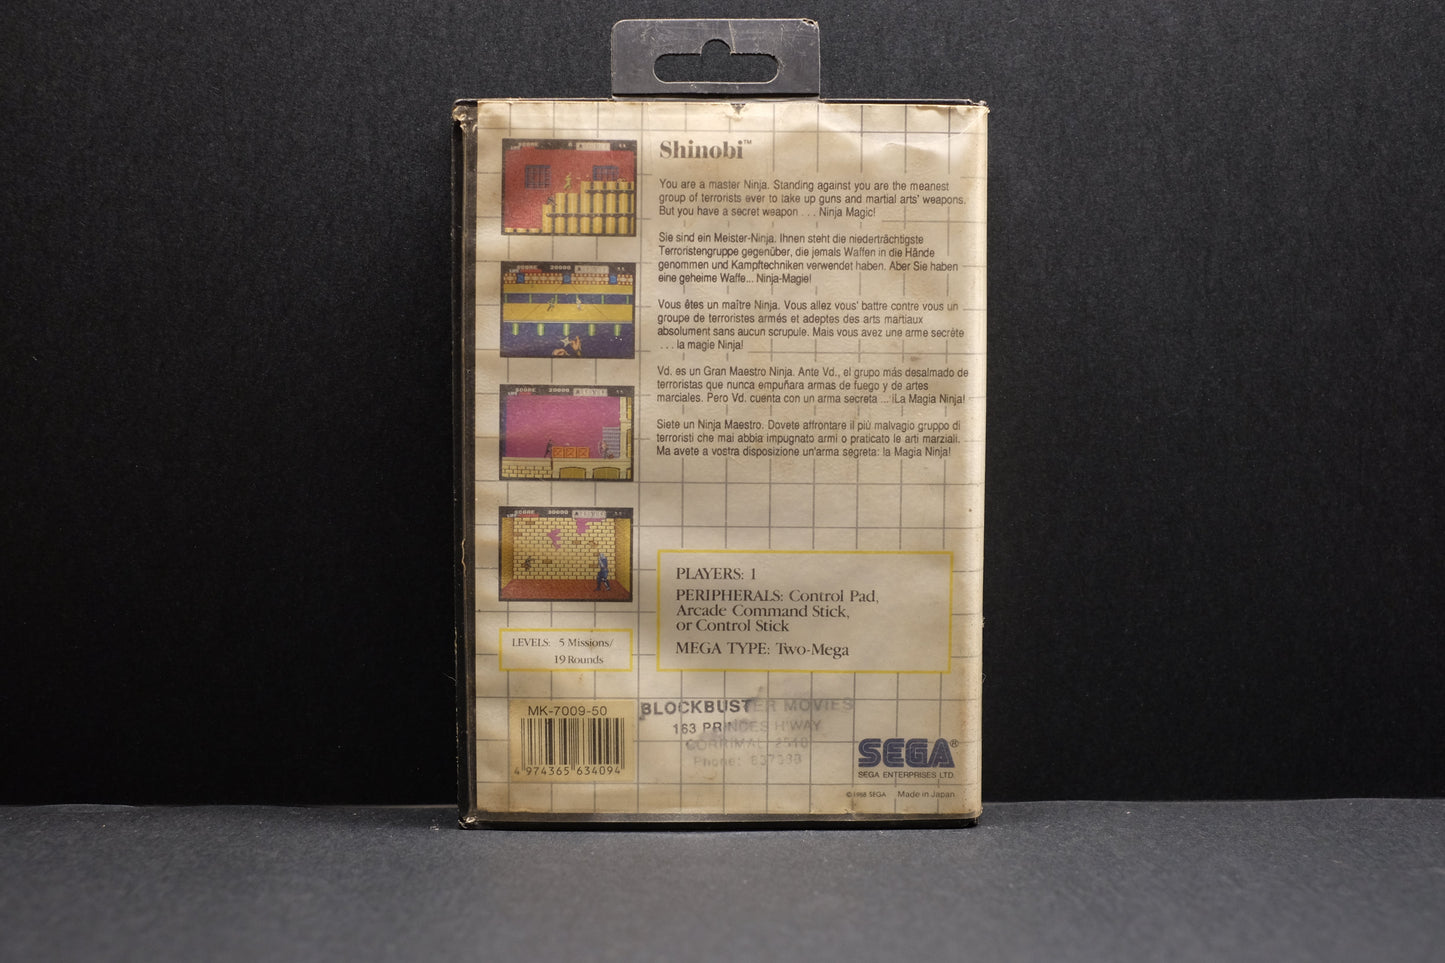 Shinobi™
You are a master Ninja. Standing against you are the meanest
group of terrorists ever to take up guns and martial arts' weapons.
But you have a secret weapon . . . Ninja Magic!
Sie sind ein Meister-Ninja. Ihnen steht die niederträchtigste
Terroristengruppe gegenüber, die jemals Waffen in die Hände
genommen und Kampftechniken verwendet haben. Aber Sie haben
eine geheime Waffe... Ninja-Magie!
Vous êtes un maître Ninja. Vous allez vous' battre contre vous un
groupe de terroristes armés et adeptes des arts martiaux
absolument sans aucun scrupule. Mais vous avez une arme secrète
. . . la magie Ninja!
Vd. es un Gran Maestro Ninja. Ante Vd., el grupo más desalmado de
terroristas que nunca empuñara armas de fuego y de artes
marciales. Pero Vd. cuenta con un arma secreta ... ¡La Magia Ninja!
Siete un Ninja Maestro. Dovete affrontare il più malvagio gruppo di
terroristi che mai abbia impugnato armi o praticato le arti marziali.
Ma avete a vostra disposizione un'arma segreta: la Magia Ninja!
SCORE
SCORE 20000
SCORE 20000
SCORE 30000
LEVELS: 5 Missions/
19 Rounds
PLAYERS: 1
PERIPHERALS: Control Pad,
Arcade Command Stick,
or Control Stick
MEGA TYPE: Two-Mega
MK-7009-50
4 974365 634094
BLOCKBUSTER MOVIES
163 PRINCES H'WAY
CORRIMAL 2518
Phone:
SEGA®
SEGA ENTERPRISES LTD.
©1988 SEGA Made in Japan